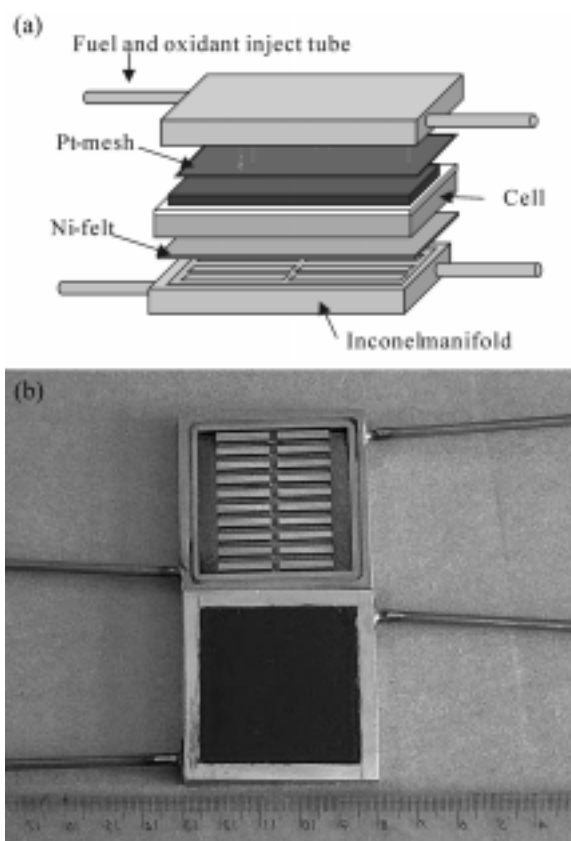 (a)
Fuel and oxidant inject tube
Pt-mesh
Cell
Ni-felt
Inconelmanifold
(b)